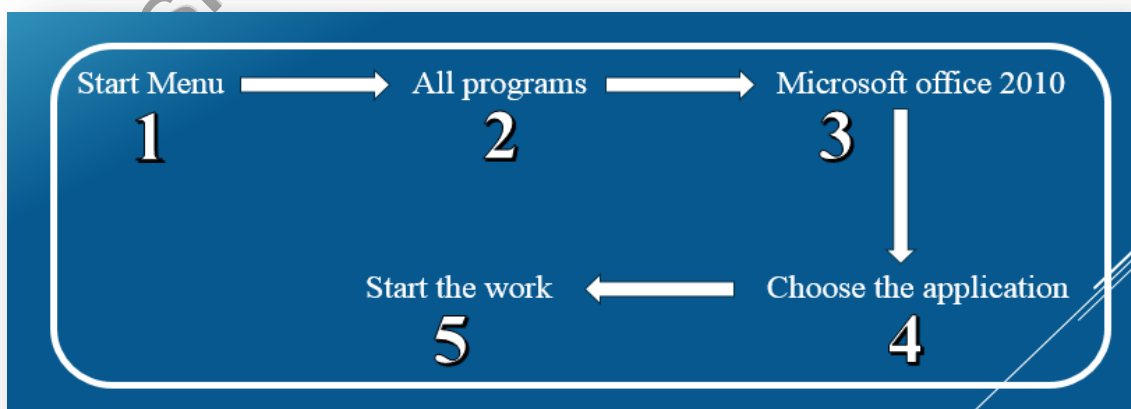 Start Menu
All programs
Microsoft office 2010
1
2
3
Start the work
Choose the application
5
4